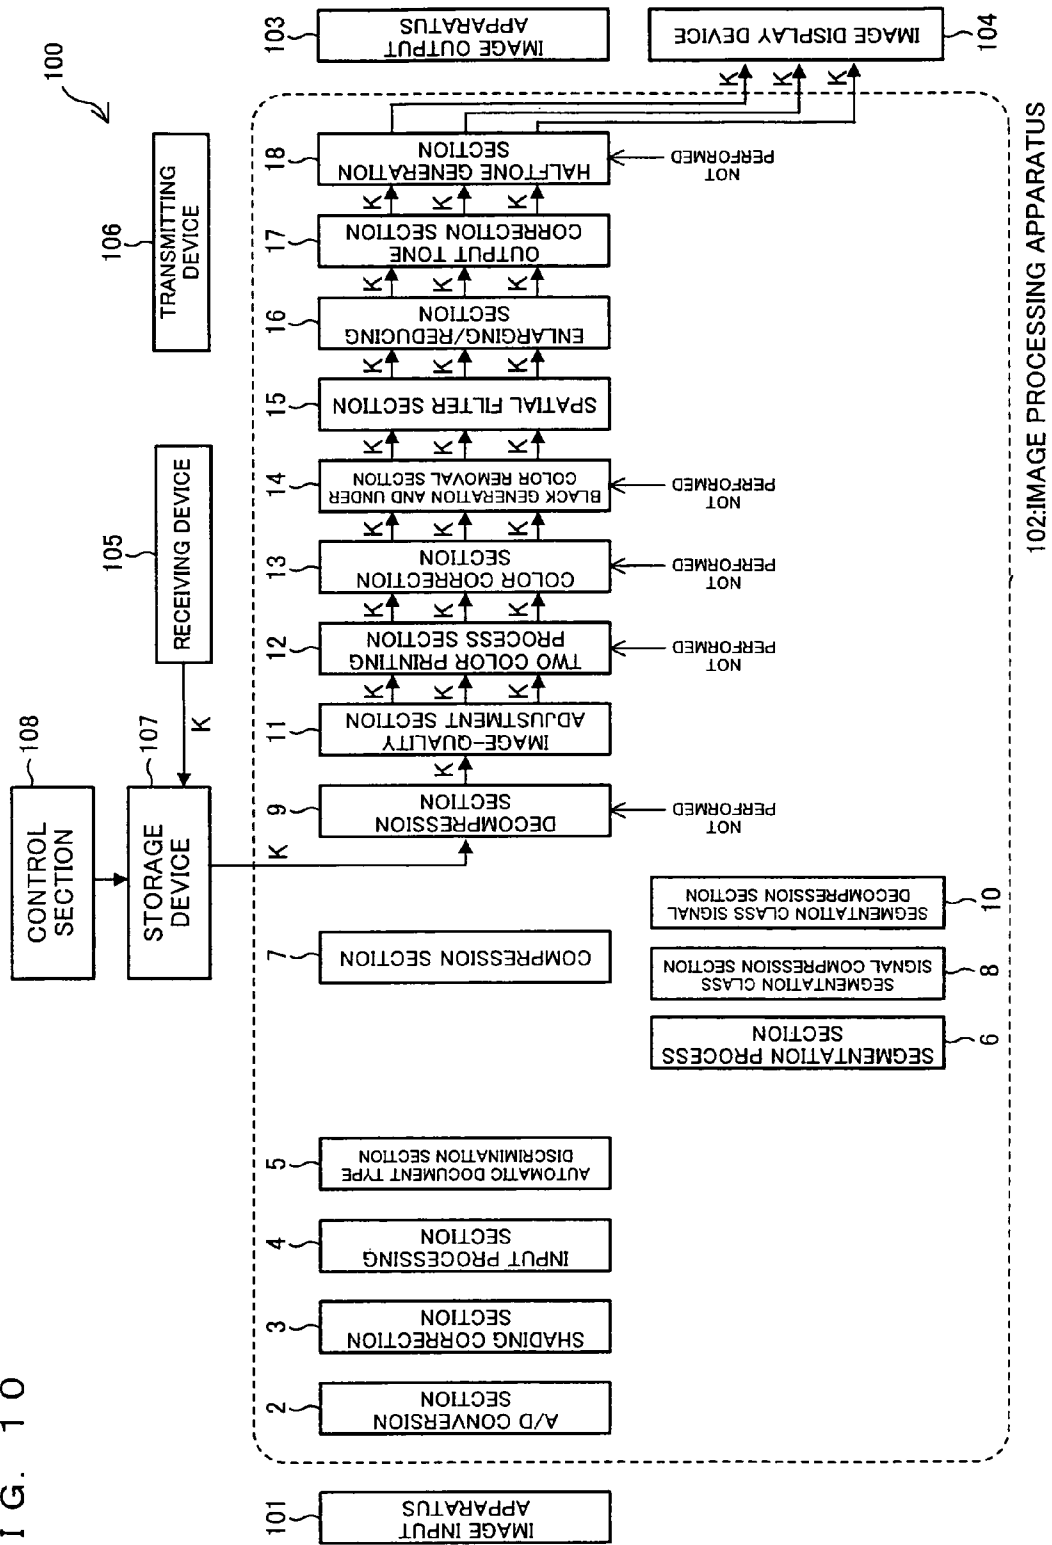 I G. 1 0
100
108
CONTROL
SECTION
107
STORAGE
DEVICE
105
RECEIVING DEVICE
K
106
TRANSMITTING
DEVICE
101
IMAGE INPUT
APPARATUS
2
A/D CONVERSION
SECTION
3
SHADING CORRECTION
SECTION
4
INPUT PROCESSING
SECTION
5
AUTOMATIC DOCUMENT TYPE
DISCRIMINATION SECTION
7
COMPRESSION SECTION
K
9
DECOMPRESSION
SECTION
NOT
PERFORMED
K
11
IMAGE-QUALITY
ADJUSTMENT SECTION
K
K
K
12
TWO COLOR PRINTING
PROCESS SECTION
NOT
PERFORMED
K
K
K
13
COLOR CORRECTION
SECTION
NOT
PERFORMED
K
K
K
14
BLACK GENERATION AND UNDER
COLOR REMOVAL SECTION
NOT
PERFORMED
K
K
K
15
SPATIAL FILTER SECTION
K
K
K
16
ENLARGING/REDUCING
SECTION
K
K
K
17
OUTPUT TONE
CORRECTION SECTION
K
K
K
18
HALFTONE GENERATION
SECTION
NOT
PERFORMED
K
K
K
103
IMAGE OUTPUT
APPARATUS
IMAGE DISPLAY DEVICE
104
SEGMENTATION PROCESS
SECTION
6
SEGMENTATION CLASS
SIGNAL COMPRESSION SECTION
8
SEGMENTATION CLASS SIGNAL
DECOMPRESSION SECTION
10
102:IMAGE PROCESSING APPARATUS